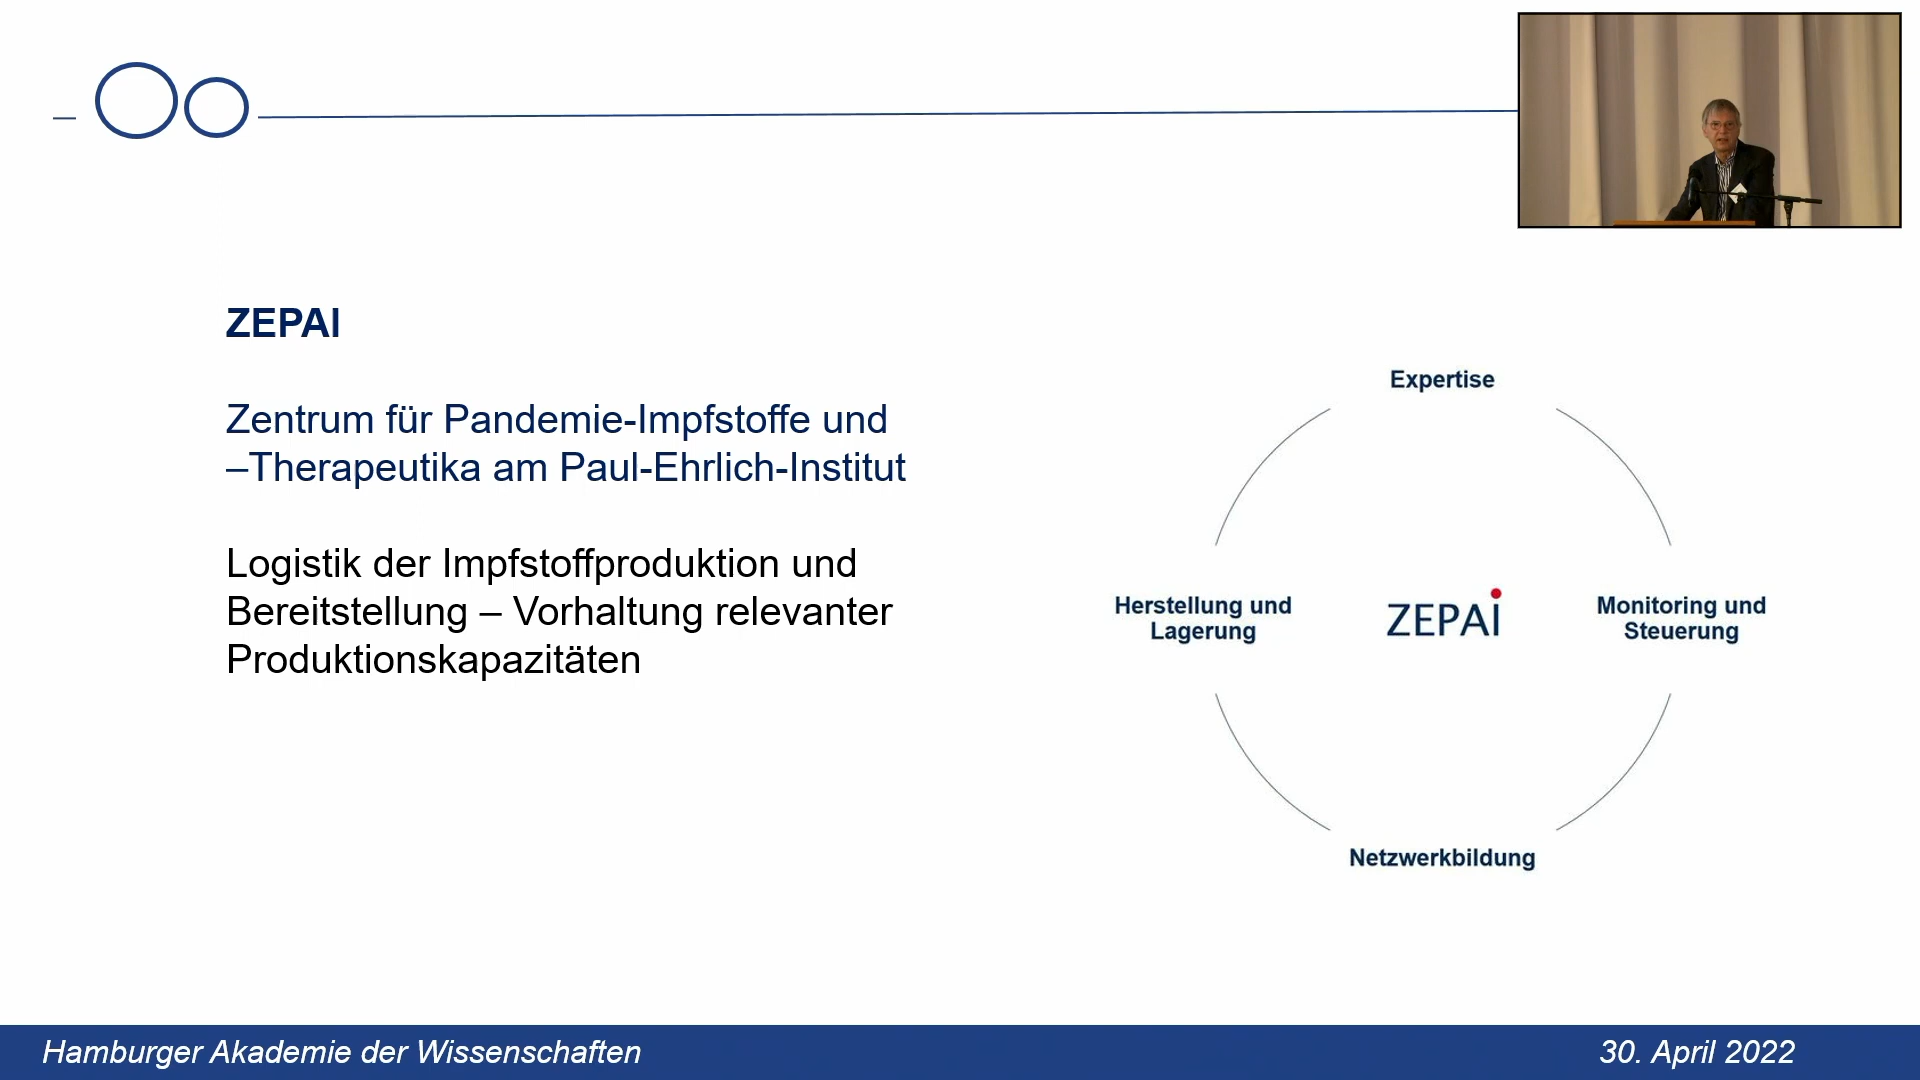 ZEPAI
Zentrum für Pandemie-Impfstoffe und
–Therapeutika am Paul-Ehrlich-Institut
Logistik der Impfstoffproduktion und
Bereitstellung – Vorhaltung relevanter
Produktionskapazitäten
Expertise
Herstellung und
Lagerung
ZEPAI
Monitoring und
Steuerung
Netzwerkbildung
Hamburger Akademie der Wissenschaften
30. April 2022